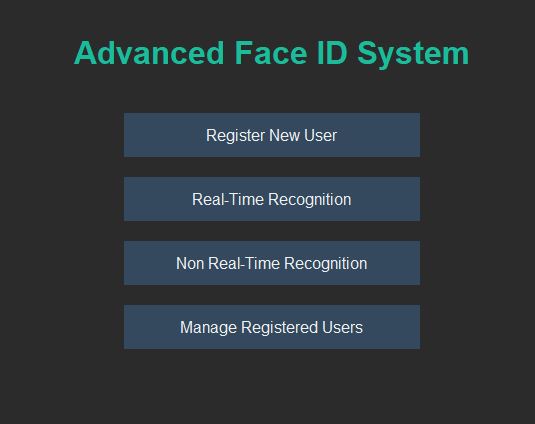 Advanced Face ID System
Register New User
Real-Time Recognition
Non Real-Time Recognition
Manage Registered Users